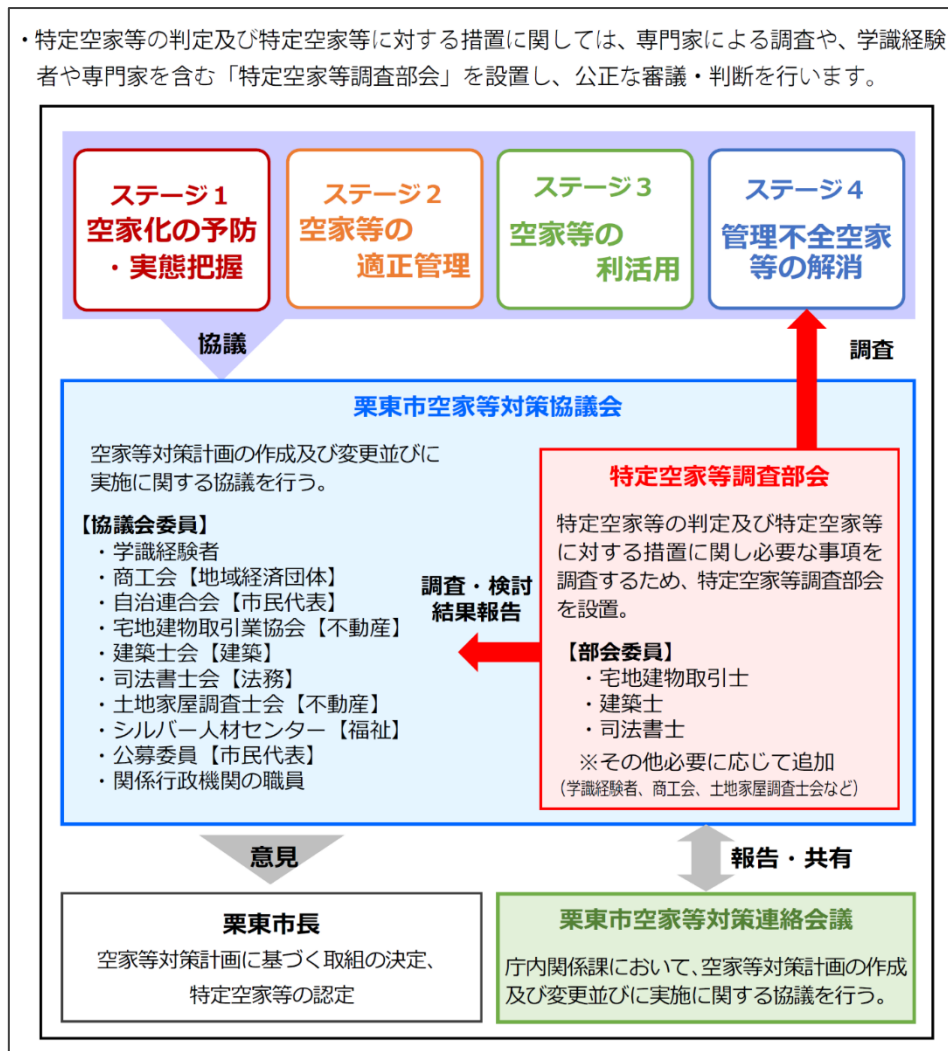 ・特定空家等の判定及び特定空家等に対する措置に関しては、専門家による調査や、学識経験
者や専門家を含む「特定空家等調査部会」を設置し、公正な審議・判断を行います。
ステージ１
空家化の予防
・実態把握
ステージ２
空家等の
適正管理
ステージ３
空家等の
利活用
ステージ４
管理不全空家
等の解消
協議
調査
栗東市空家等対策協議会
空家等対策計画の作成及び変更並びに
実施に関する協議を行う。
【協議会委員】
・学識経験者
・商工会【地域経済団体】
・自治連合会【市民代表】
・宅地建物取引業協会【不動産】
・建築士会【建築】
・司法書士会【法務】
・土地家屋調査士会【不動産】
・シルバー人材センター【福祉】
・公募委員【市民代表】
・関係行政機関の職員
調査・検討
結果報告
特定空家等調査部会
特定空家等の判定及び特定空家等
に対する措置に関し必要な事項を
調査するため、特定空家等調査部会
を設置。
【部会委員】
・宅地建物取引士
・建築士
・司法書士
※その他必要に応じて追加
（学識経験者、商工会、土地家屋調査士会など）
意見
報告・共有
栗東市長
空家等対策計画に基づく取組の決定、
特定空家等の認定
栗東市空家等対策連絡会議
庁内関係課において、空家等対策計画の作成
及び変更並びに実施に関する協議を行う。